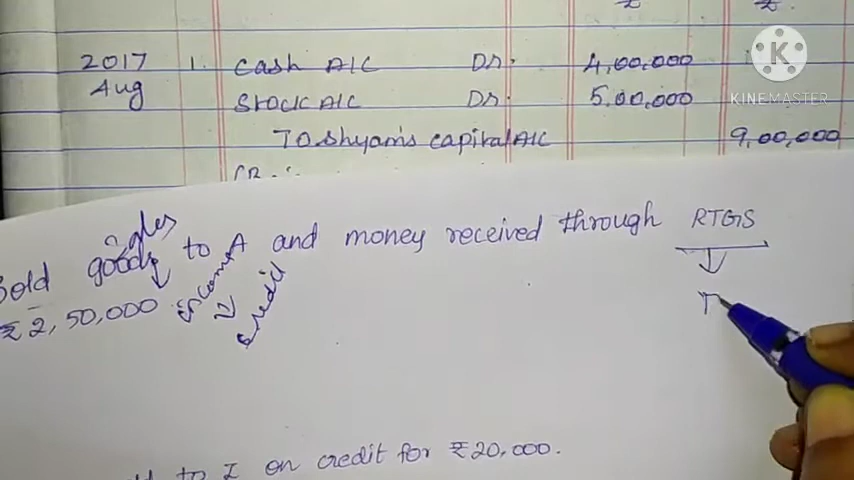 ₹ ₹
2017 1. Cash A/C Dr. 4,00,000
Aug Stock A/C Dr. 5,00,000
To Shyam's capital A/C 9,00,000
K
KINEMASTER
Sales
Sold goods to A and money received through RTGS
₹2,50,000 Income
Credit
to I on credit for ₹20,000.